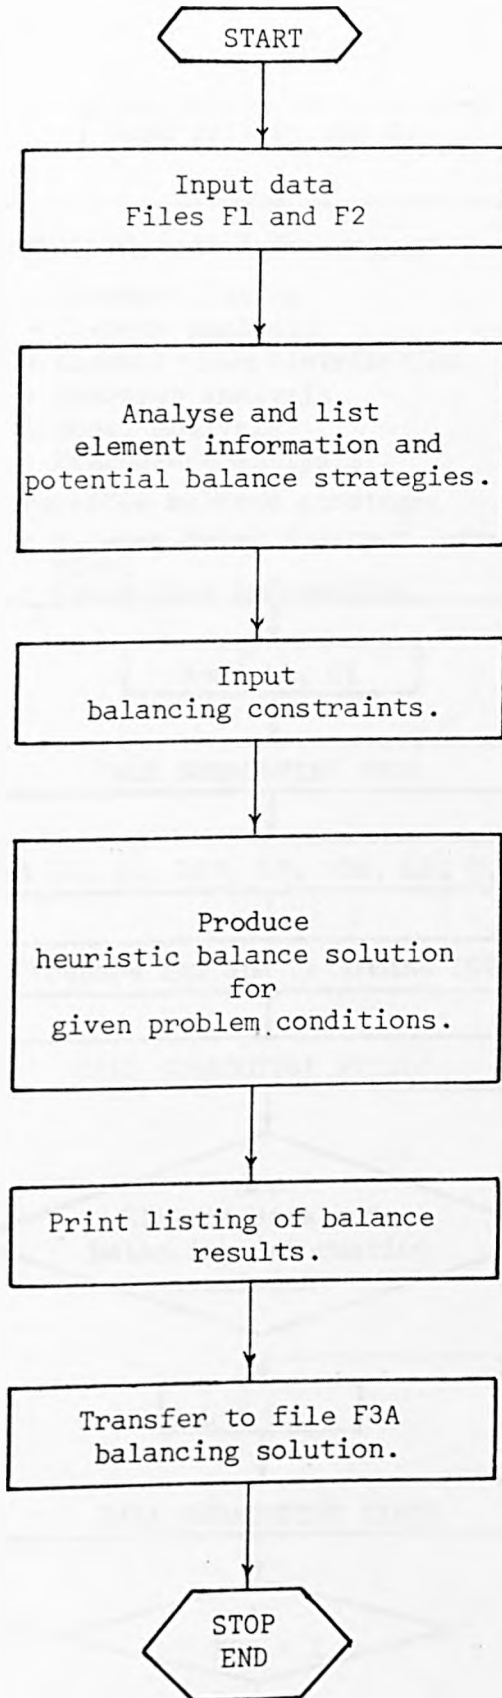 START
Input data
Files F1 and F2
Analyse and list
element information and
potential balance strategies.
Input
balancing constraints.
Produce
heuristic balance solution
for
given problem conditions.
Print listing of balance
results.
Transfer to file F3A
balancing solution.
STOP
END